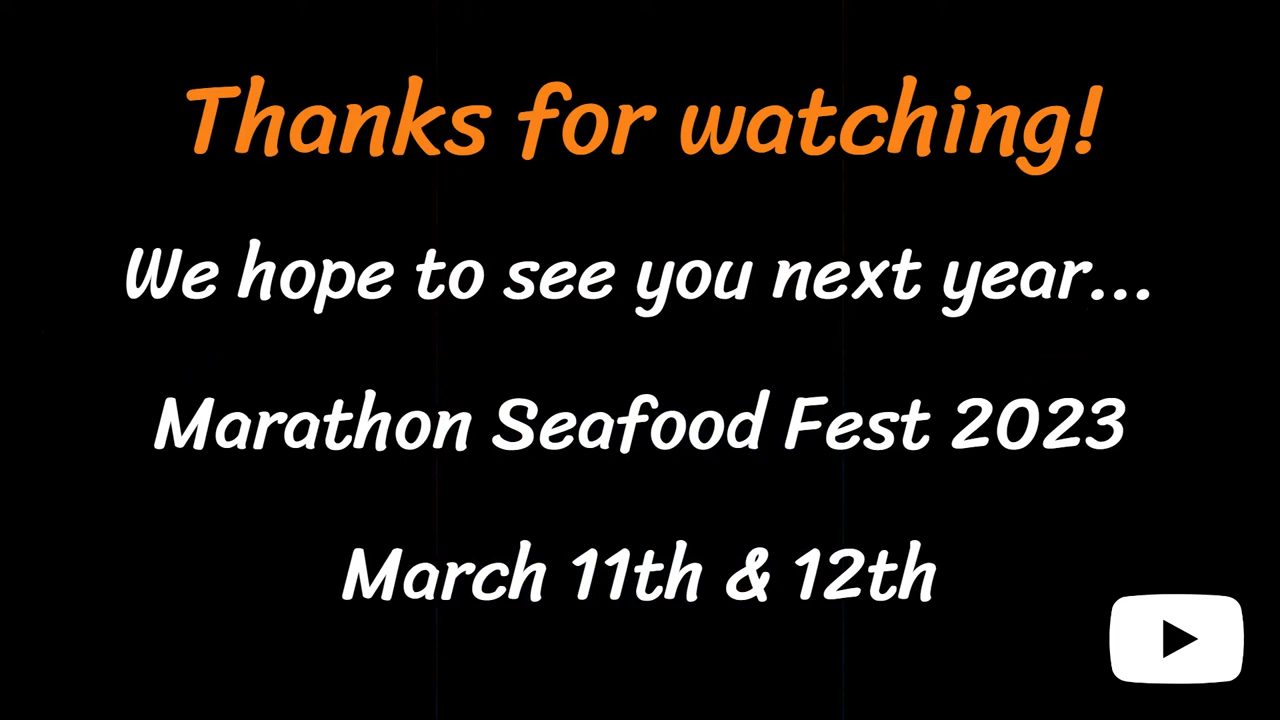 Thanks for watching!
We hope to see you next year...
Marathon Seafood Fest 2023
March 11th & 12th